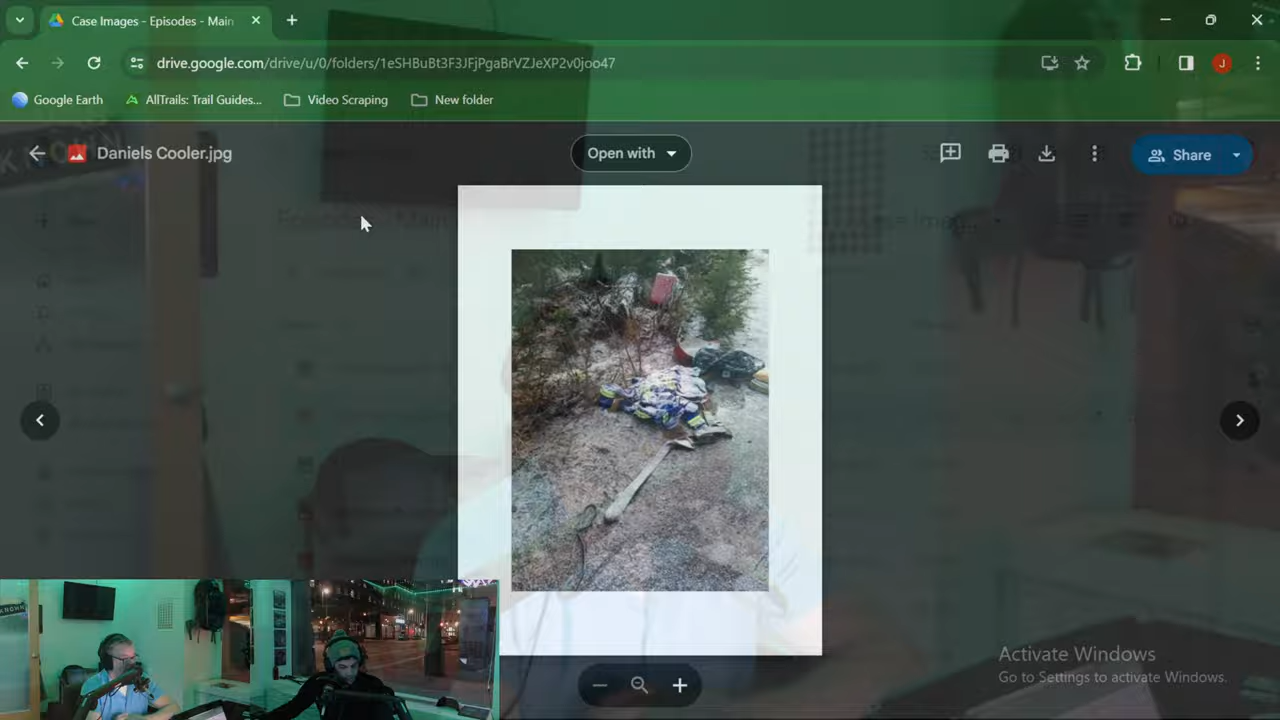 Case Images - Episodes - Main
drive.google.com/drive/u/0/folders/1eSHBuBt3F3JFjPgaBrVZJeXP2v0joo47
Google Earth
AllTrails: Trail Guides...
Video Scraping
New folder
J
Daniels Cooler.jpg
Open with
Share
Activate Windows
Go to Settings to activate Windows.